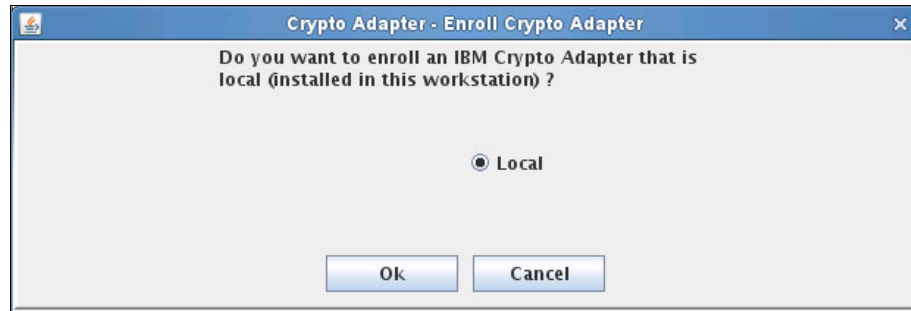 Crypto Adapter - Enroll Crypto Adapter
Do you want to enroll an IBM Crypto Adapter that is
local (installed in this workstation) ?
Local
Ok
Cancel